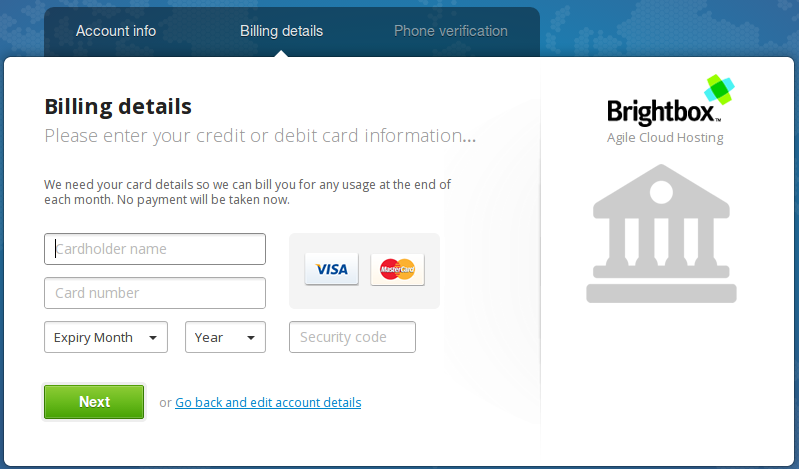 Account info
Billing details
Phone verification
Billing details
Please enter your credit or debit card information...
We need your card details so we can bill you for any usage at the end of
each month. No payment will be taken now.
Cardholder name
VISA
MasterCard
Card number
Expiry Month
Year
Security code
Next
or Go back and edit account details
Brightbox™
Agile Cloud Hosting